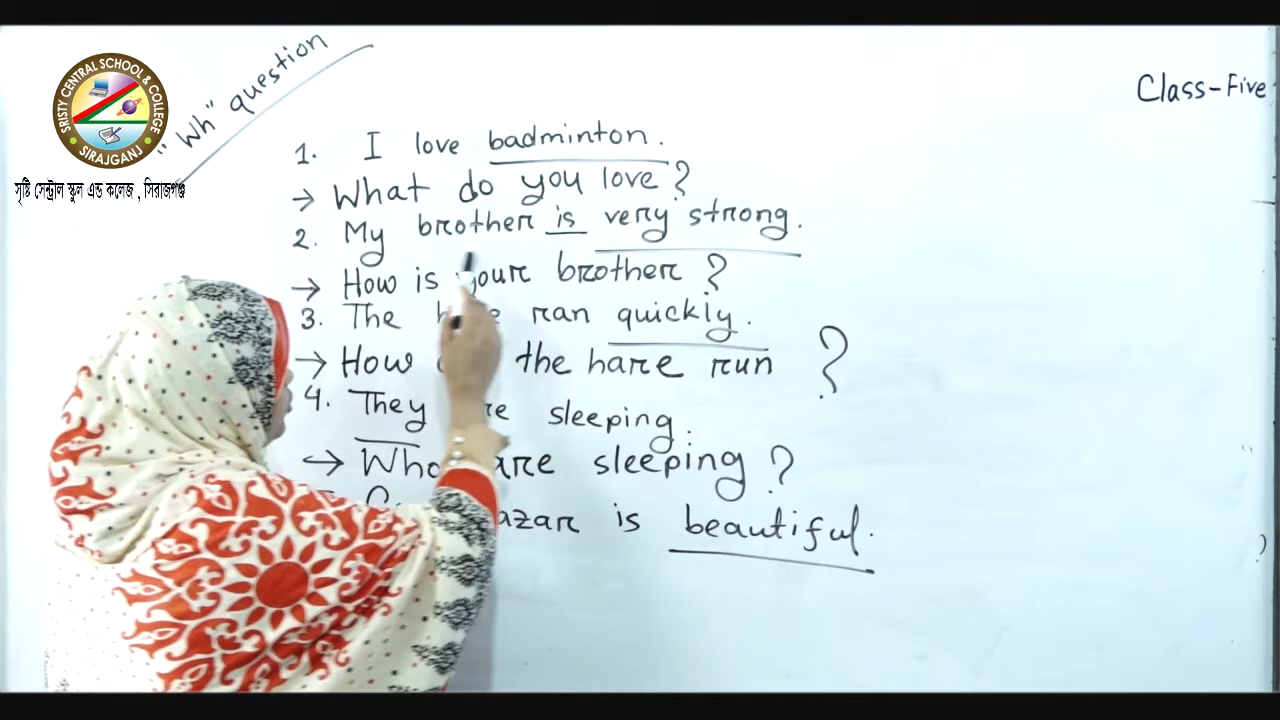 SRISTY CENTRAL SCHOOL & COLLEGE
SIRAJGANJ
সৃষ্টি সেন্ট্রাল স্কুল এন্ড কলেজ, সিরাজগঞ্জ
"Wh" question
Class-Five
1. I love badminton.
→ What do you love?
2. My brother is very strong.
→ How is your brother?
3. The ran quickly.
→ How the hare run ?
4. They sleeping.
→ Who are sleeping?
is beautiful.